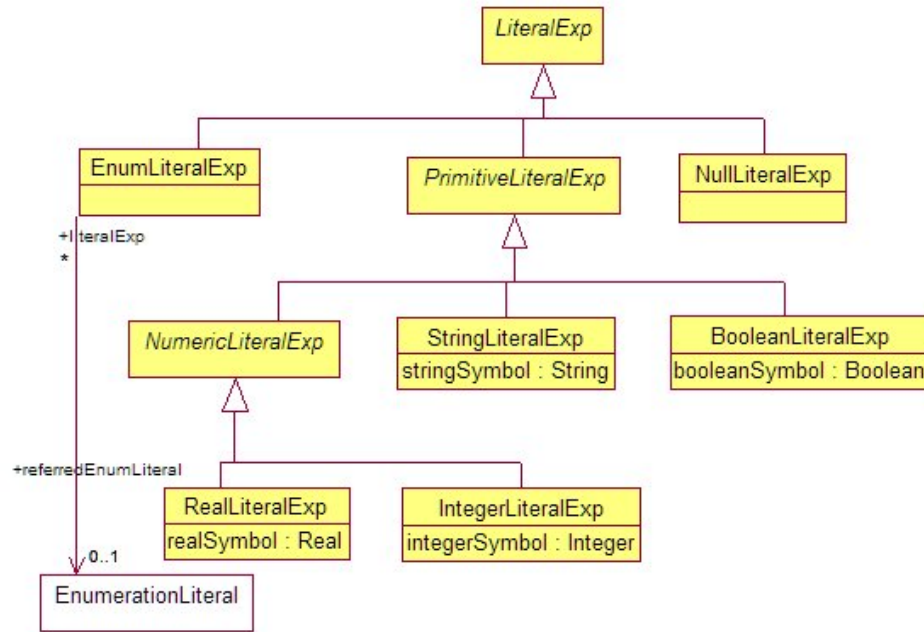 LiteralExp
EnumLiteralExp
PrimitiveLiteralExp
NullLiteralExp
+literalExp
*
NumericLiteralExp
StringLiteralExp
stringSymbol : String
BooleanLiteralExp
booleanSymbol : Boolean
+referredEnumLiteral
RealLiteralExp
realSymbol : Real
IntegerLiteralExp
integerSymbol : Integer
0..1
EnumerationLiteral